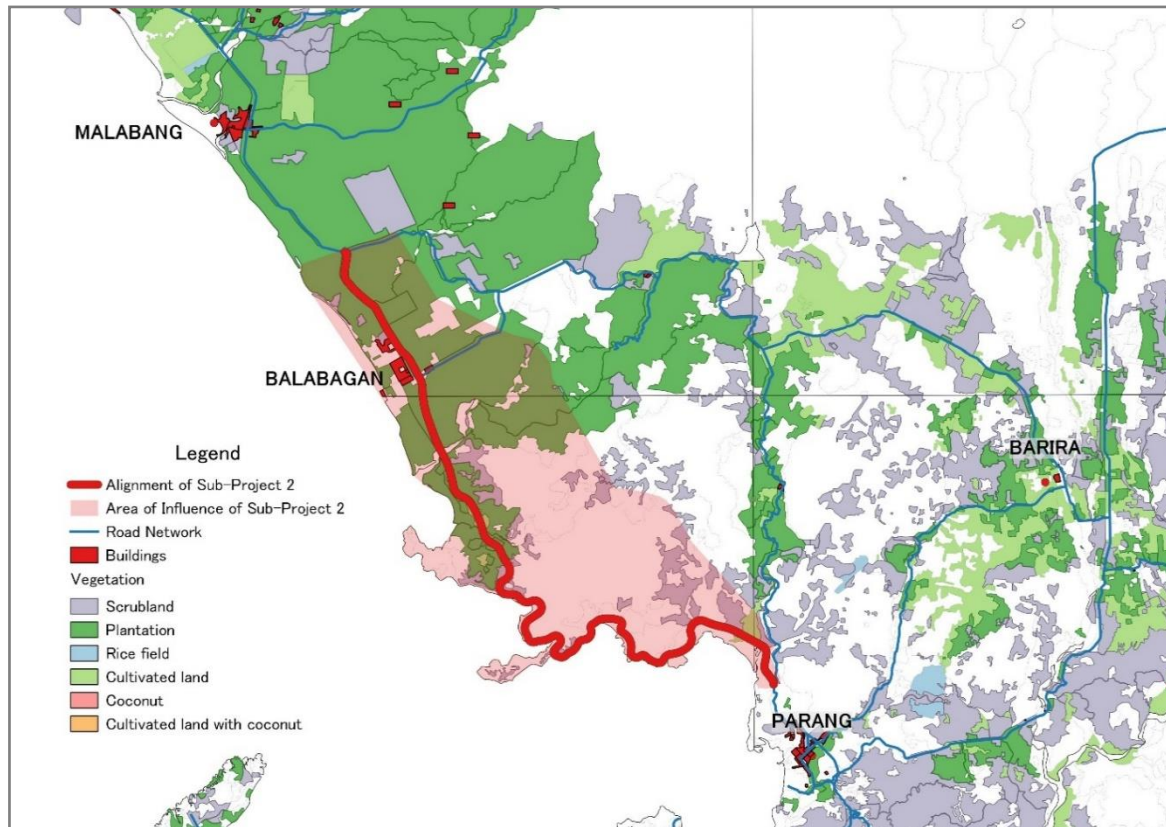 MALABANG
BALABAGAN
BARIRA
PARANG
Legend
Alignment of Sub-Project 2
Area of Influence of Sub-Project 2
Road Network
Buildings
Vegetation
Scrubland
Plantation
Rice field
Cultivated land
Coconut
Cultivated land with coconut